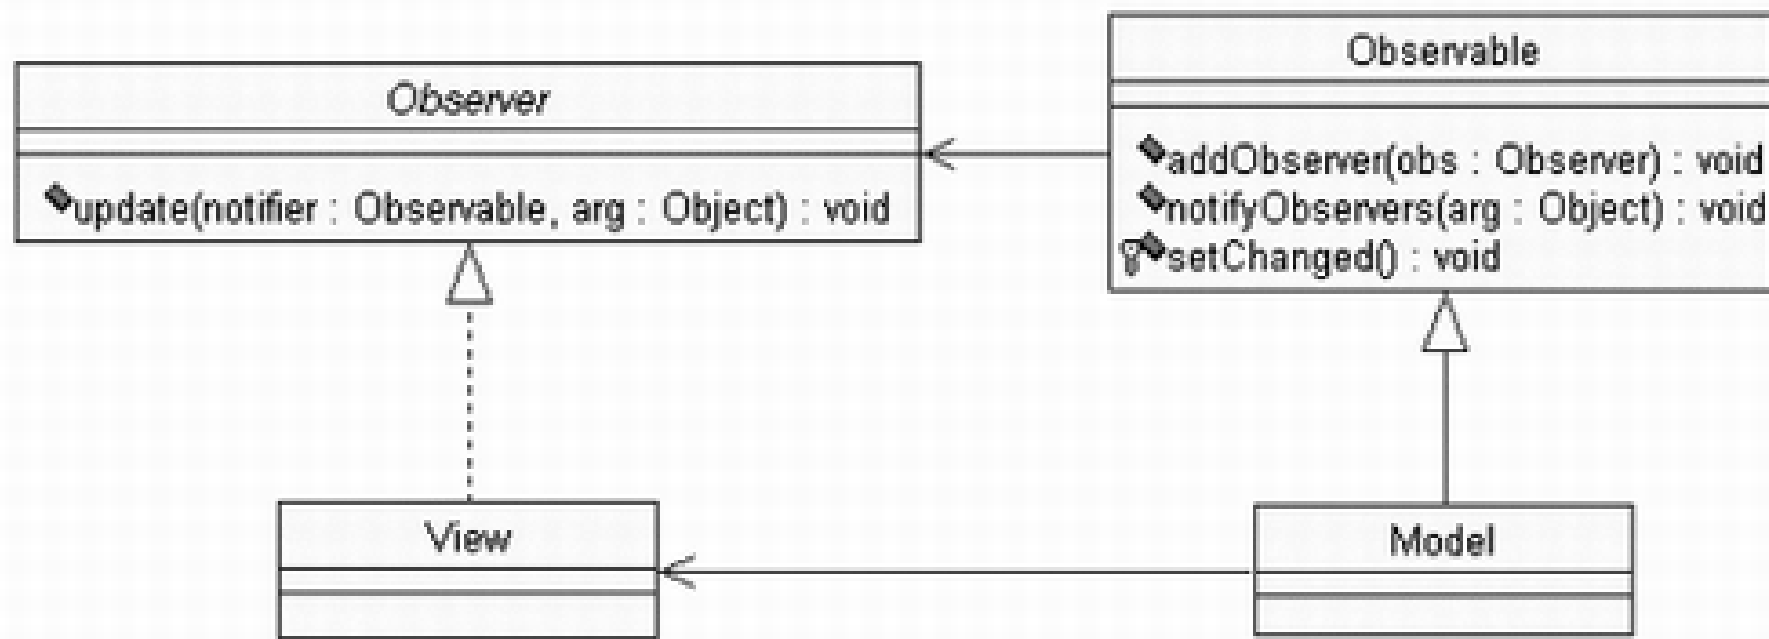 Observer
update(notifier : Observable, arg : Object) : void
Observable
addObserver(obs : Observer) : void
notifyObservers(arg : Object) : void
setChanged() : void
View
Model